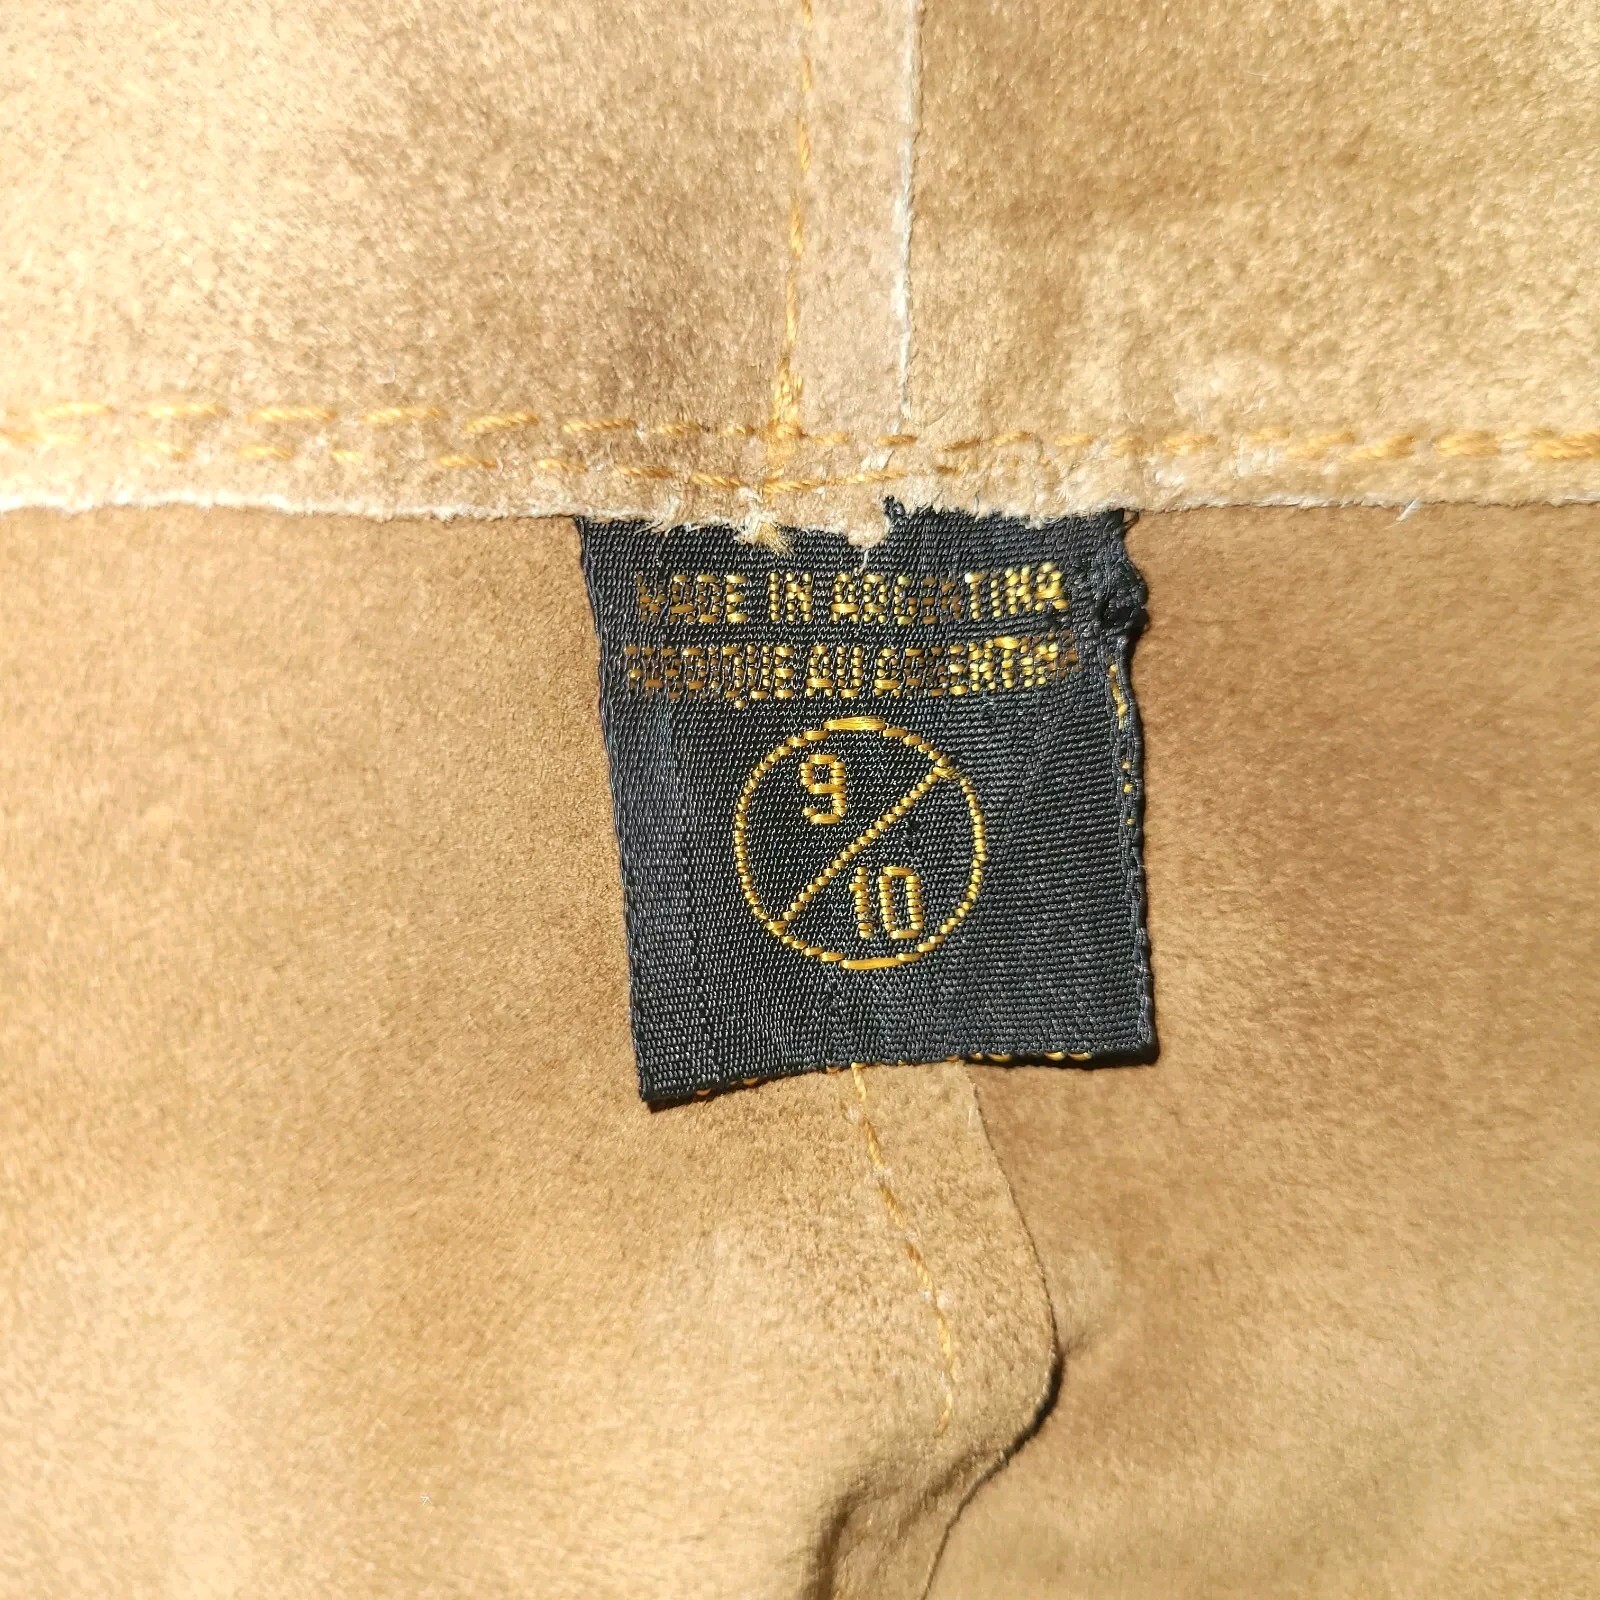 MADE IN ARGENTINA
FABRIQUE AU ARGENTINA
9/10